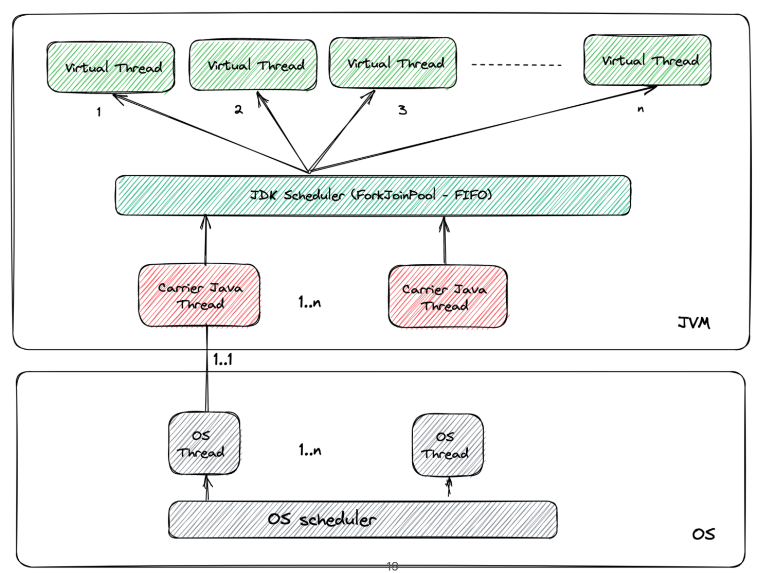 Virtual Thread
Virtual Thread
Virtual Thread
Virtual Thread
1
2
3
n
JDK Scheduler (ForkJoinPool - FIFO)
Carrier Java
Thread
1..n
Carrier Java
Thread
JVM
1..1
OS
Thread
1..n
OS
Thread
OS scheduler
OS
10